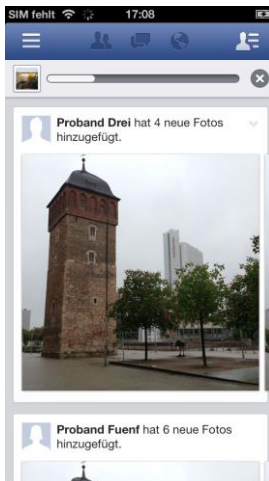 SIM fehlt 17:08
Proband Drei hat 4 neue Fotos
hinzugefügt.
Proband Fuenf hat 6 neue Fotos
hinzugefügt.